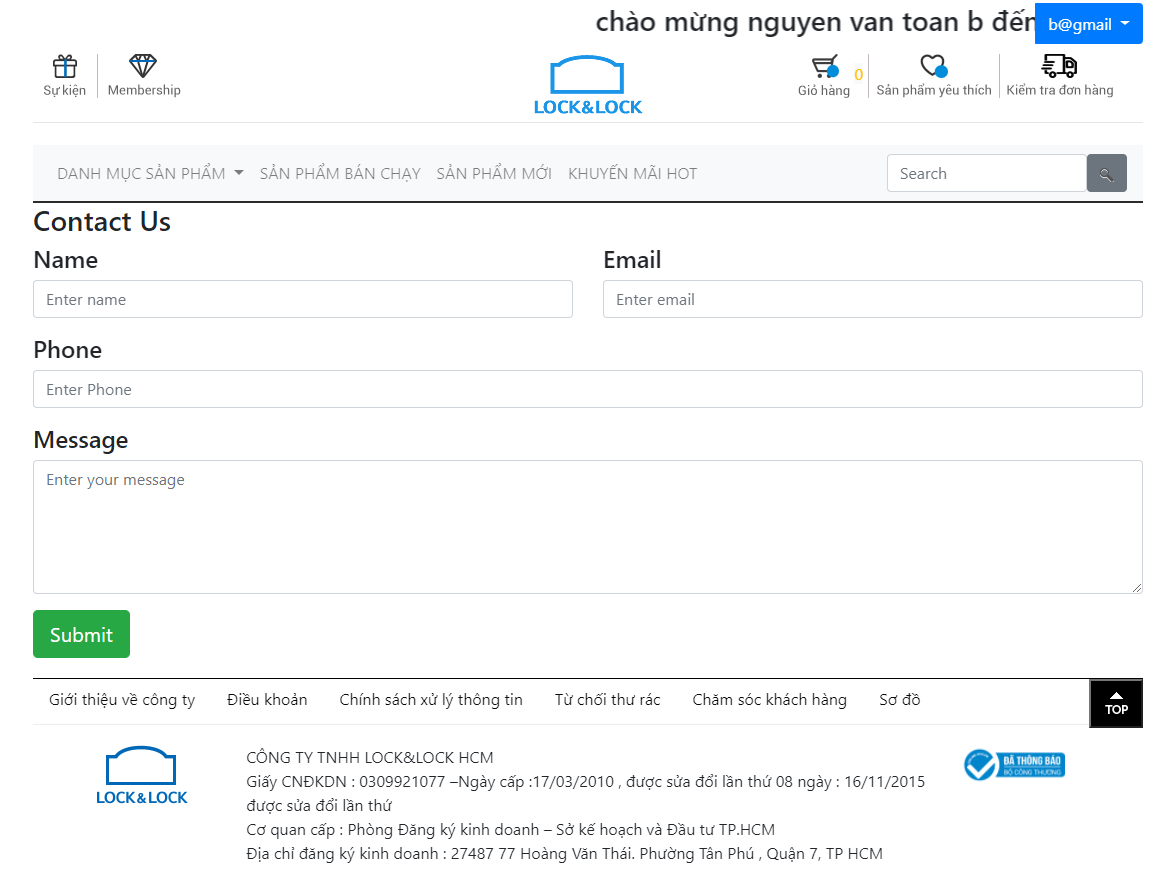 chào mừng nguyen van toan b đến
b@gmail
Sự kiện
Membership
LOCK&LOCK
Giỏ hàng
0
Sản phẩm yêu thích
Kiểm tra đơn hàng
DANH MỤC SẢN PHẨM
SẢN PHẨM BÁN CHẠY
SẢN PHẨM MỚI
KHUYẾN MÃI HOT
Search
Contact Us
Name
Email
Enter name
Enter email
Phone
Enter Phone
Message
Enter your message
Submit
Giới thiệu về công ty
Điều khoản
Chính sách xử lý thông tin
Từ chối thư rác
Chăm sóc khách hàng
Sơ đồ
TOP
LOCK&LOCK
CÔNG TY TNHH LOCK&LOCK HCM
Giấy CNĐKDN : 0309921077 –Ngày cấp :17/03/2010 , được sửa đổi lần thứ 08 ngày : 16/11/2015
được sửa đổi lần thứ
Cơ quan cấp : Phòng Đăng ký kinh doanh – Sở kế hoạch và Đầu tư TP.HCM
Địa chỉ đăng ký kinh doanh : 27487 77 Hoàng Văn Thái. Phường Tân Phú , Quận 7, TP HCM
ĐÃ THÔNG BÁO
BỘ CÔNG THƯƠNG